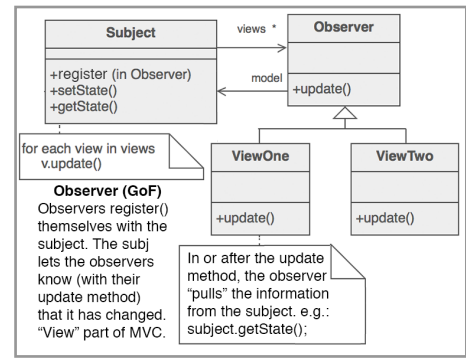 Subject
+register (in Observer)
+setState()
+getState()
views *
model
Observer
+update()
for each view in views
v.update()
ViewOne
+update()
ViewTwo
+update()
Observer (GoF)
Observers register()
themselves with the
subject. The subj
lets the observers
know (with their
update method)
that it has changed.
"View" part of MVC.
In or after the update
method, the observer
"pulls" the information
from the subject. e.g.:
subject.getState();